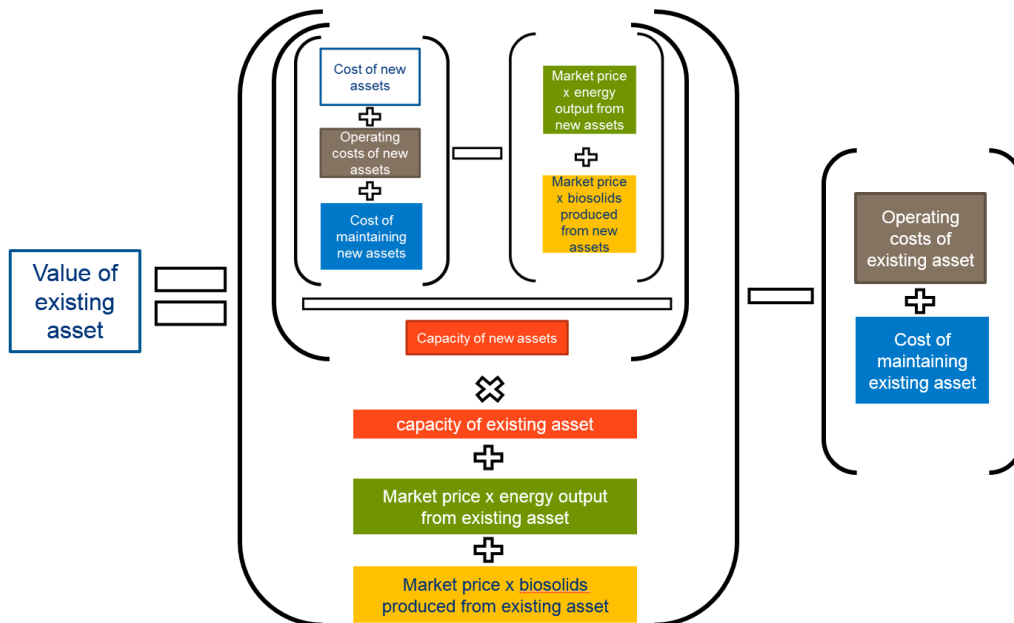 Value of
existing
asset
Cost of new
assets
Operating
costs of new
assets
Cost of
maintaining
new assets
Market price
x energy
output from
new assets
Market price
x biosolids
produced
from new
assets
Capacity of new assets
capacity of existing asset
Market price x energy output
from existing asset
Market price x biosolids
produced from existing asset
Operating
costs of
existing asset
Cost of
maintaining
existing asset